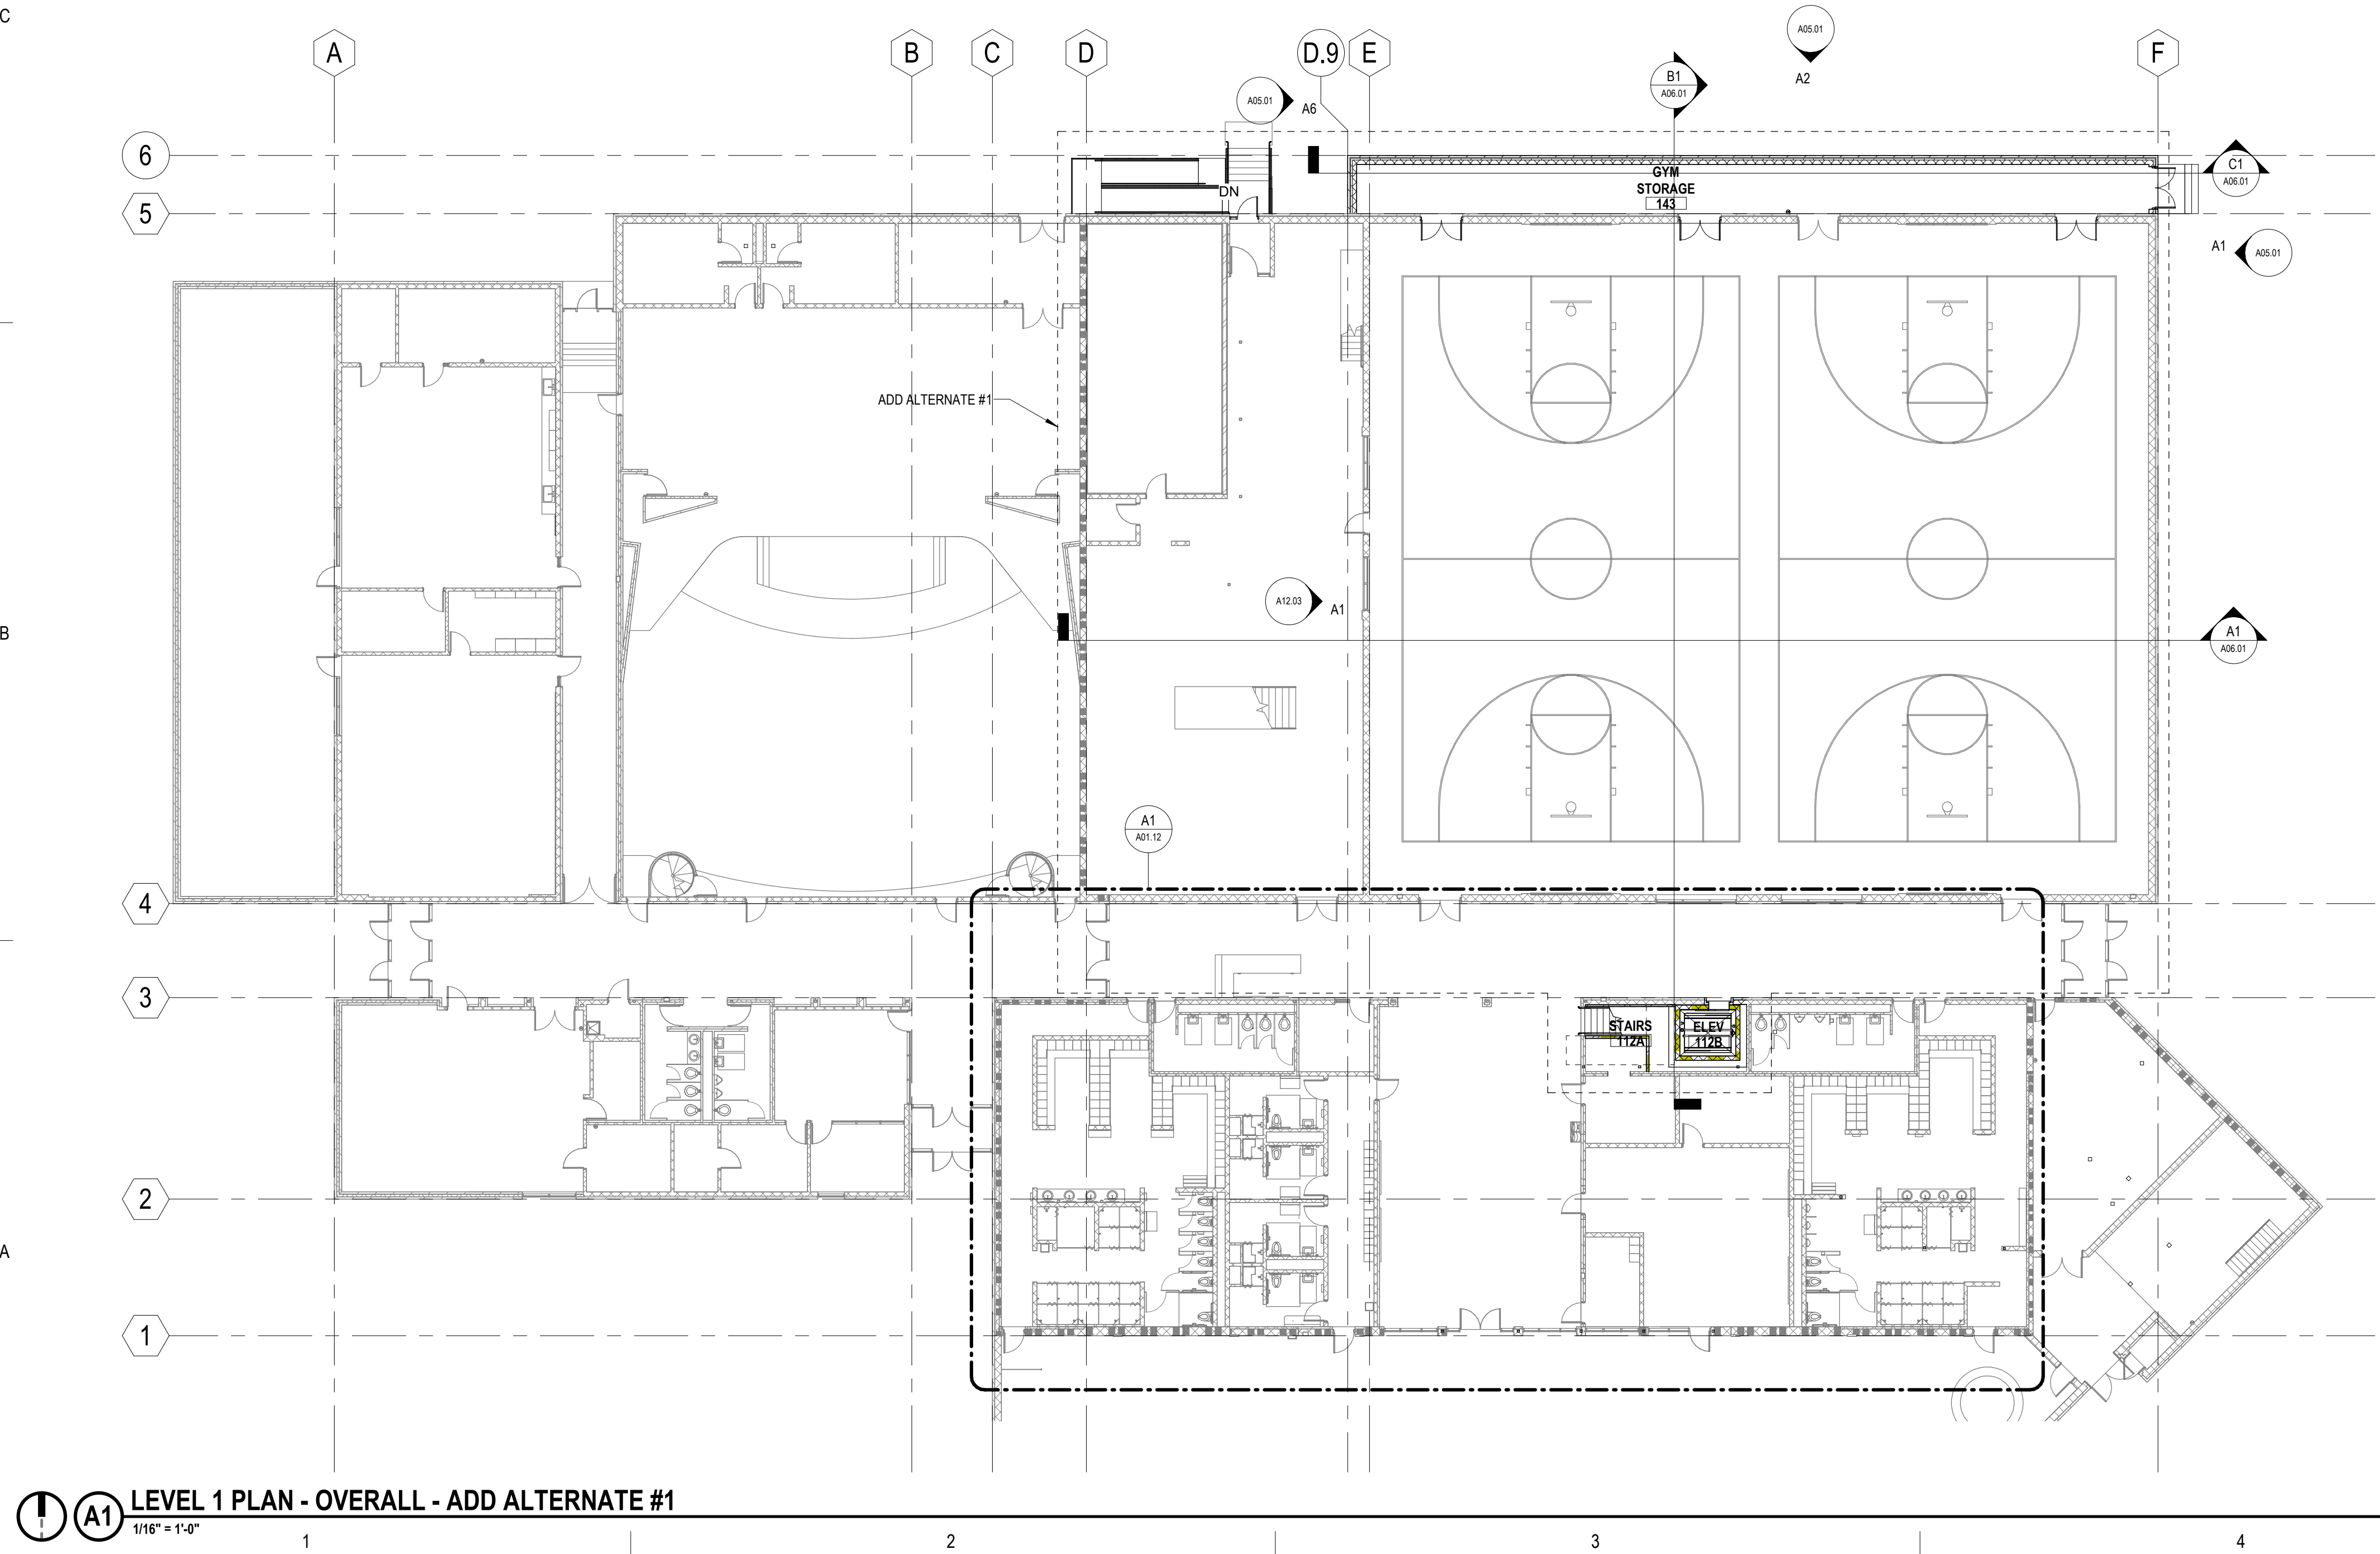 C
A
B
C
D
D.9
E
F
A05.01
A2
B1
A06.01
A05.01
A6
6
C1
A06.01
GYM
STORAGE
143
DN
5
A1
A05.01
ADD ALTERNATE #1
A12.03
A1
B
A1
A06.01
A1
A01.12
4
3
STAIRS
112A
ELEV
112B
2
A
1
A1
LEVEL 1 PLAN - OVERALL - ADD ALTERNATE #1
1/16" = 1'-0"
1
2
3
4